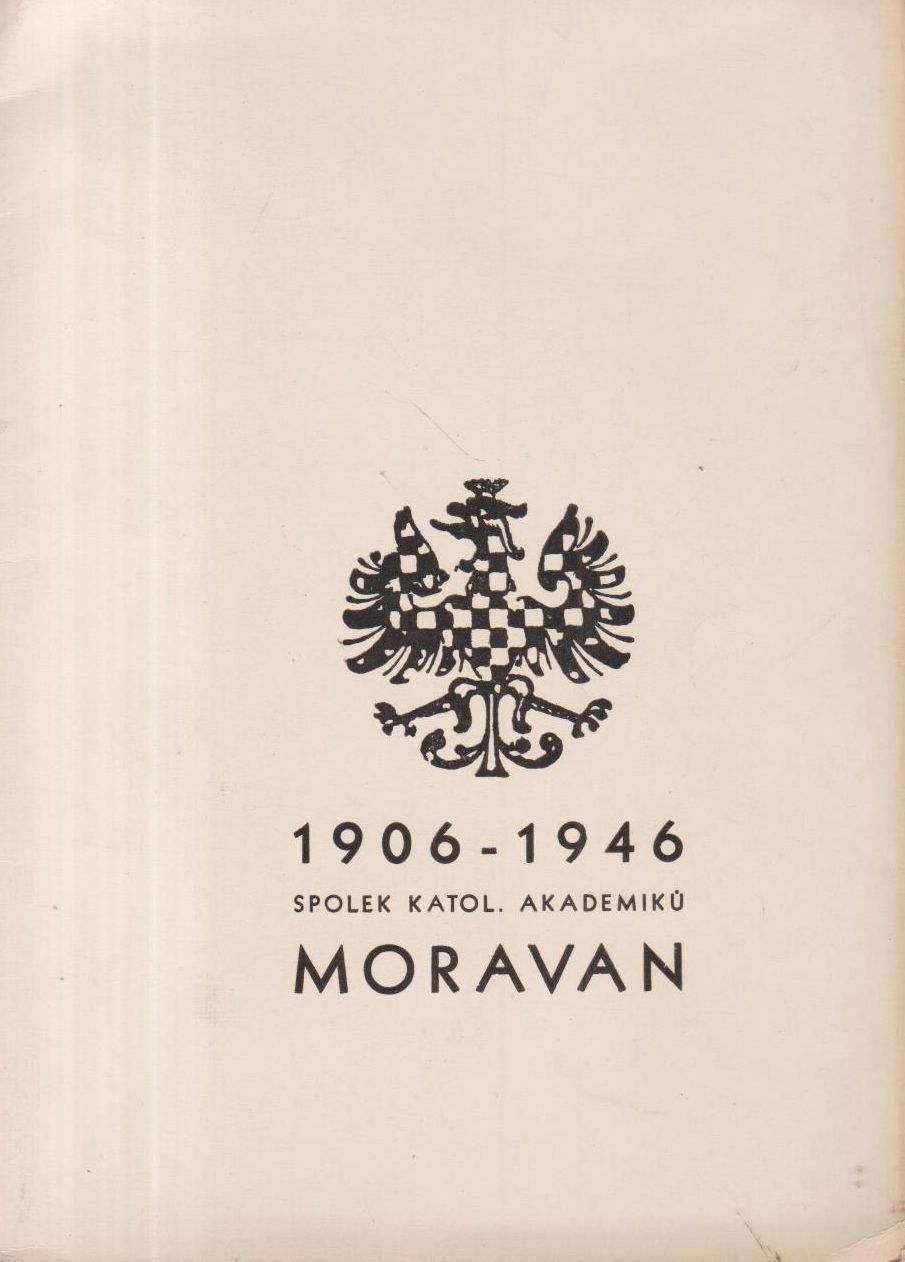 1906-1946
SPOLEK KATOL. AKADEMIKŮ
MORAVAN